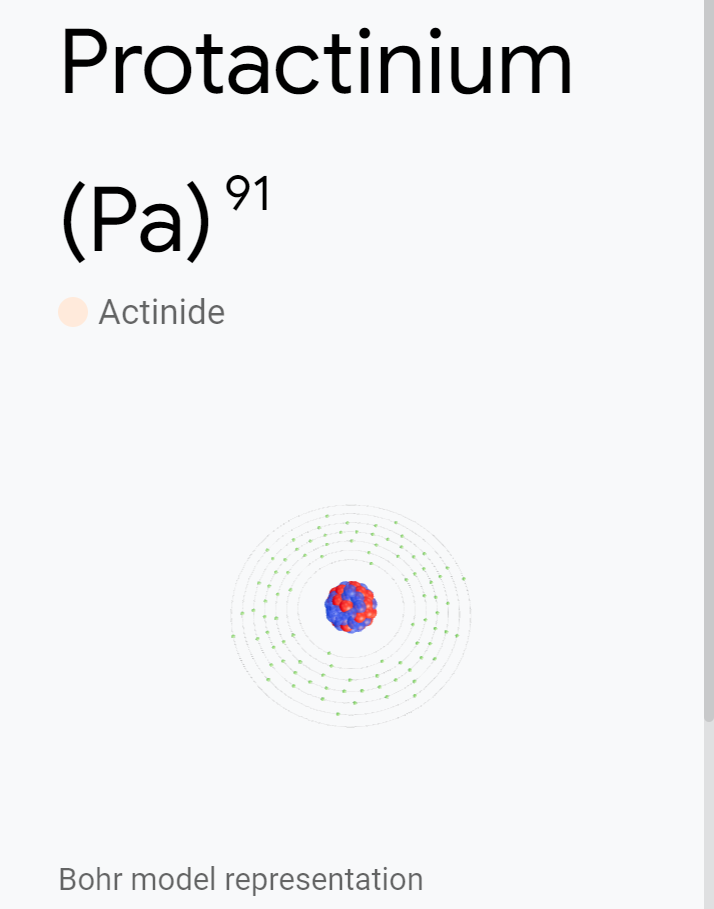 Protactinium
(Pa) 91
Actinide
Bohr model representation